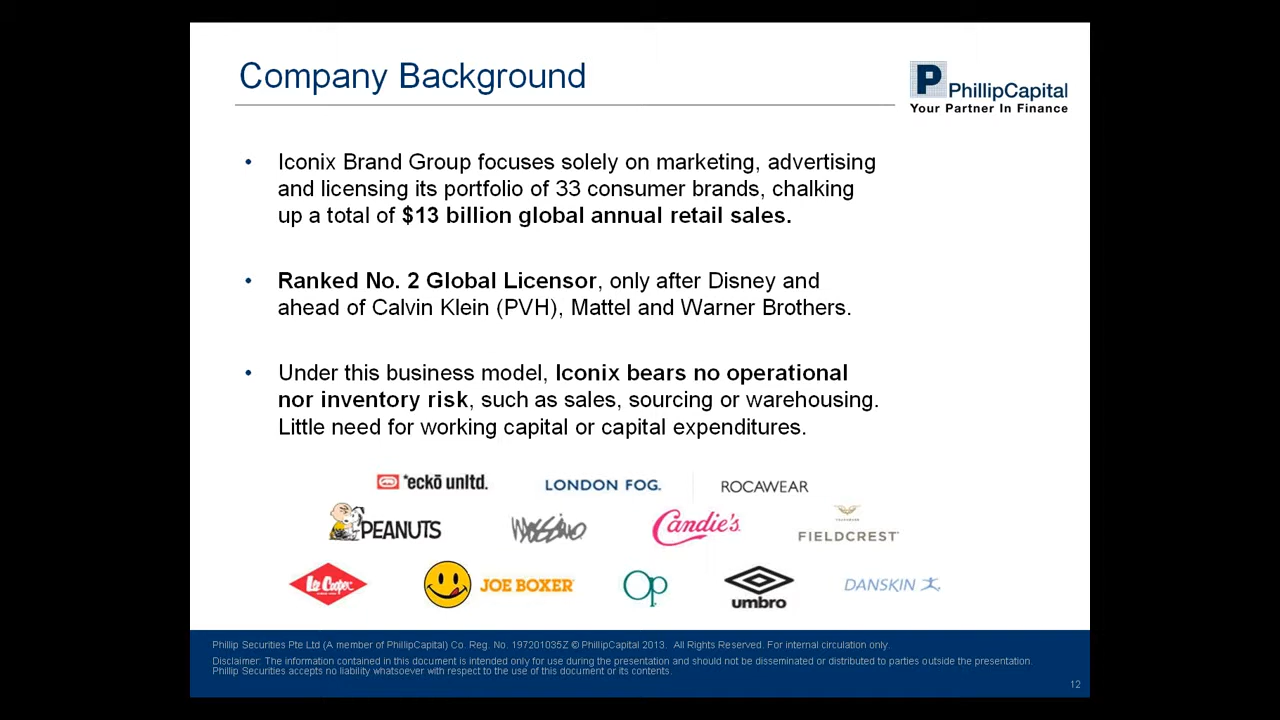 Company Background
PhillipCapital
Your Partner In Finance
• Iconix Brand Group focuses solely on marketing, advertising
and licensing its portfolio of 33 consumer brands, chalking
up a total of $13 billion global annual retail sales.
• Ranked No. 2 Global Licensor, only after Disney and
ahead of Calvin Klein (PVH), Mattel and Warner Brothers.
• Under this business model, Iconix bears no operational
nor inventory risk, such as sales, sourcing or warehousing.
Little need for working capital or capital expenditures.
*eckō unltd. LONDON FOG. ROCAWEAR
PEANUTS Mossimo Candie's FIELDCREST
Lee Cooper JOE BOXER Op umbro DANSKIN
Phillip Securities Pte Ltd (A member of PhillipCapital) Co. Reg. No. 197201035Z © PhillipCapital 2013. All Rights Reserved. For internal circulation only.
Disclaimer: The information contained in this document is intended only for use during the presentation and should not be disseminated or distributed to parties outside the presentation.
Phillip Securities accepts no liability whatsoever with respect to the use of this document or its contents.
12